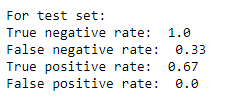 For test set:
True negative rate:  1.0
False negative rate:  0.33
True positive rate:  0.67
False positive rate:  0.0